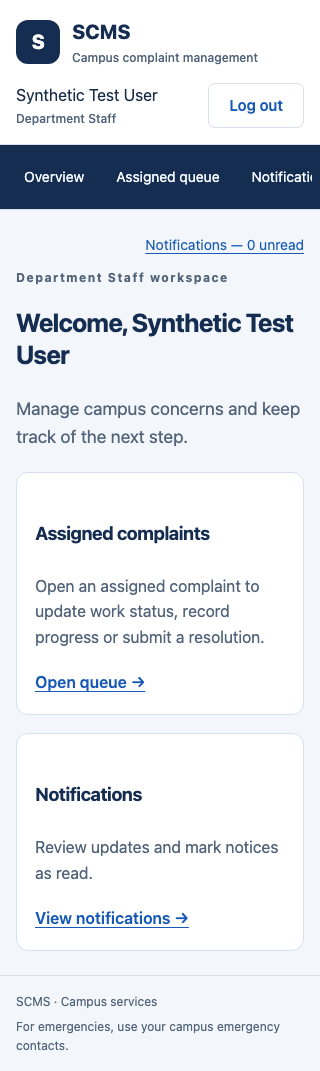 S
SCMS
Campus complaint management
Synthetic Test User
Department Staff
Log out
Overview Assigned queue Notificatio
Notifications — 0 unread
Department Staff workspace
Welcome, Synthetic Test
User
Manage campus concerns and keep
track of the next step.
Assigned complaints
Open an assigned complaint to
update work status, record
progress or submit a resolution.
Open queue →
Notifications
Review updates and mark notices
as read.
View notifications →
SCMS · Campus services
For emergencies, use your campus emergency
contacts.